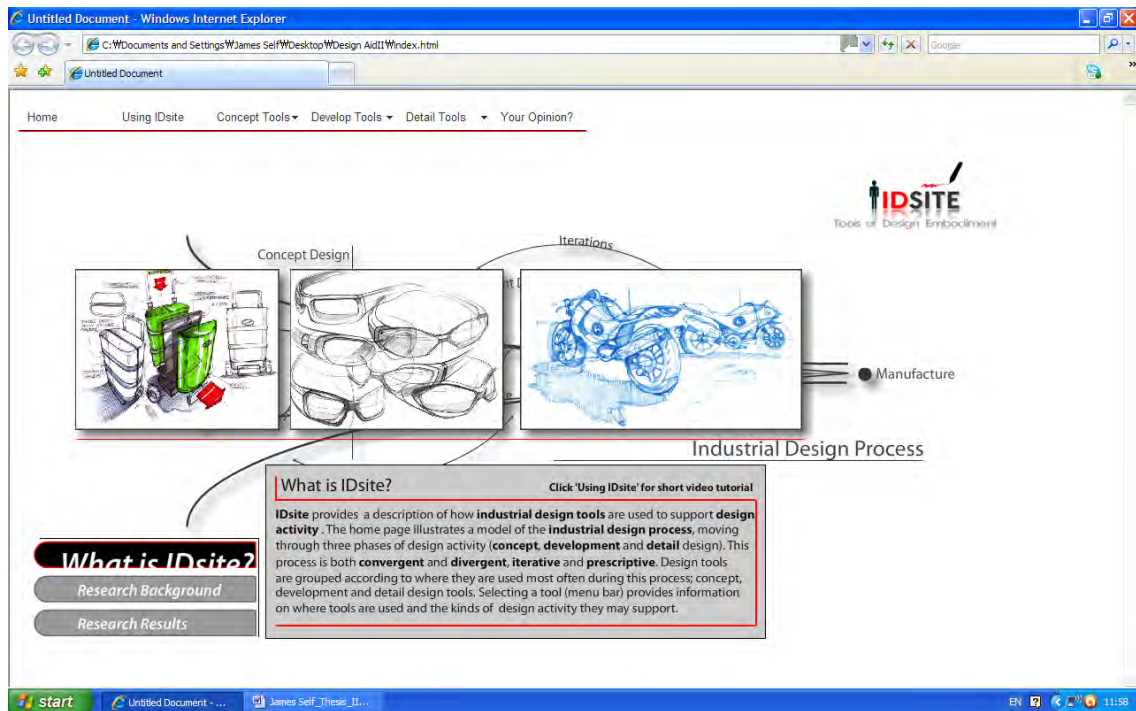 Untitled Document - Windows Internet Explorer
C:₩Documents and Settings₩James Self₩Desktop₩Design AidII₩index.html
Google
Untitled Document
Home Using IDsite Concept Tools Develop Tools Detail Tools Your Opinion?
IDSITE
Tools of Design Embodiment
Concept Design
Iterations
Manufacture
Industrial Design Process
What is IDsite? Click 'Using IDsite' for short video tutorial
IDsite provides a description of how industrial design tools are used to support design
activity . The home page illustrates a model of the industrial design process, moving
through three phases of design activity (concept, development and detail design). This
process is both convergent and divergent, iterative and prescriptive. Design tools
are grouped according to where they are used most often during this process; concept,
development and detail design tools. Selecting a tool (menu bar) provides information
on where tools are used and the kinds of design activity they may support.
What is IDsite?
Research Background
Research Results
start Untitled Document - ... James Self_Thesis_II... EN 11:58